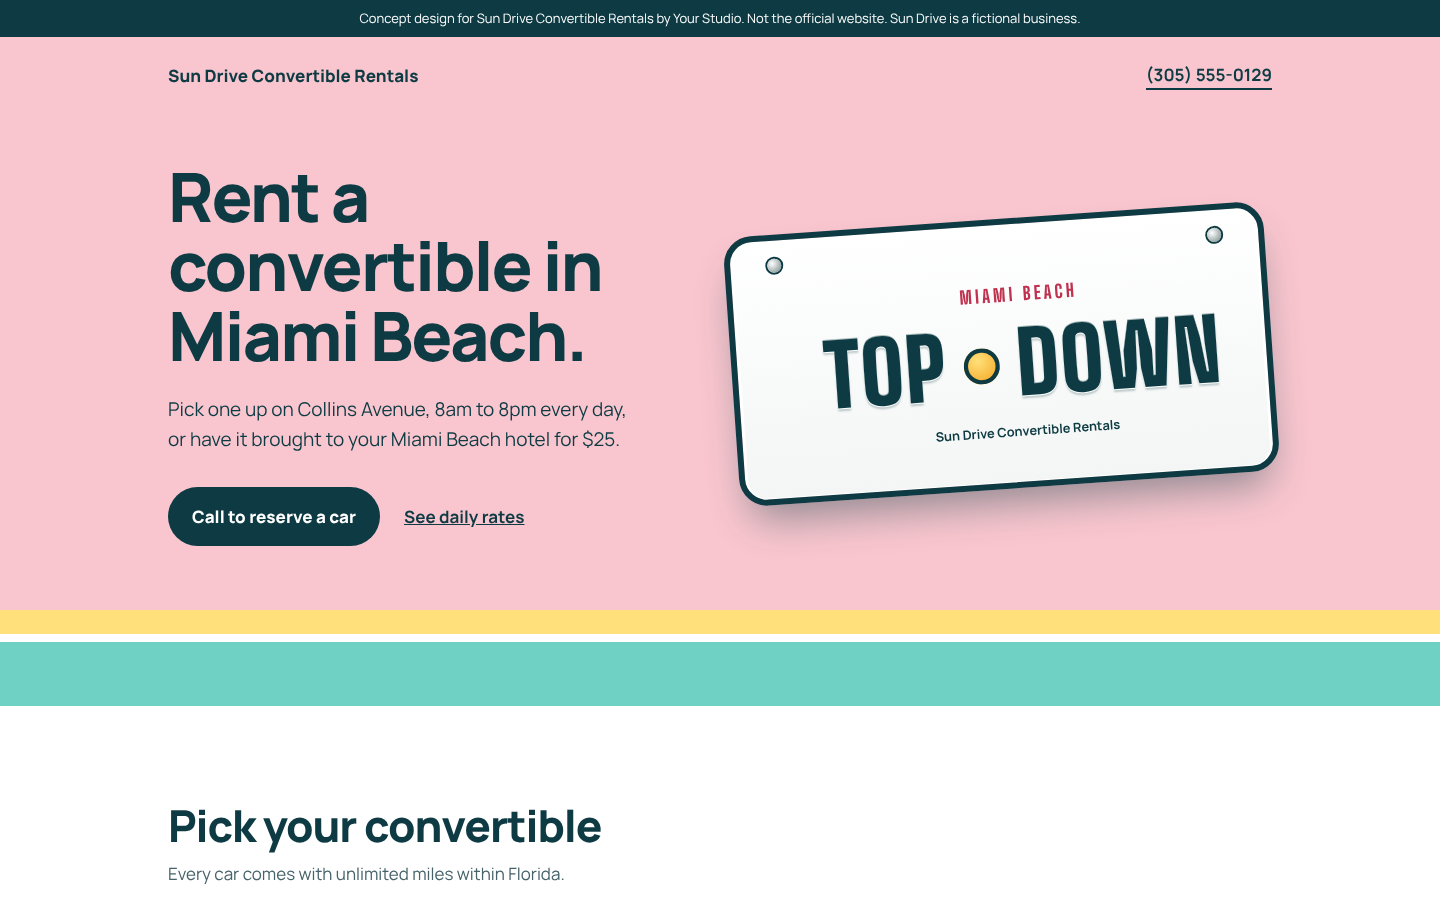 Concept design for Sun Drive Convertible Rentals by Your Studio. Not the official website. Sun Drive is a fictional business.
Sun Drive Convertible Rentals
(305) 555-0129
Rent a
convertible in
Miami Beach.
Pick one up on Collins Avenue, 8am to 8pm every day,
or have it brought to your Miami Beach hotel for $25.
Call to reserve a car
See daily rates
MIAMI BEACH
TOP DOWN
Sun Drive Convertible Rentals
Pick your convertible
Every car comes with unlimited miles within Florida.